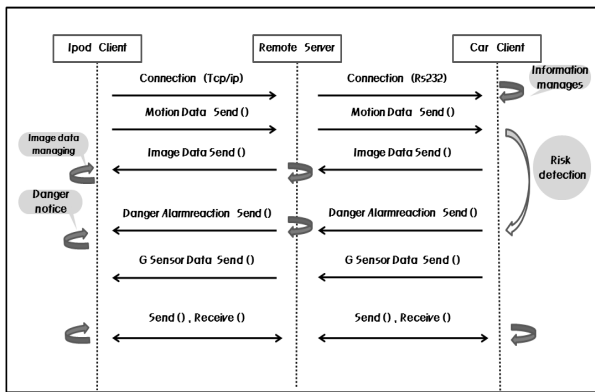 Ipod Client
Remote Server
Car Client
Connection (Tcp/ip)
Connection (Rs232)
Information
manages
Motion Data Send()
Motion Data Send()
Image data
managing
Image Data Send()
Image Data Send()
Risk
detection
Danger
notice
Danger Alarmreaction Send()
Danger Alarmreaction Send()
G Sensor Data Send()
G Sensor Data Send()
Send() , Receive()
Send() , Receive()